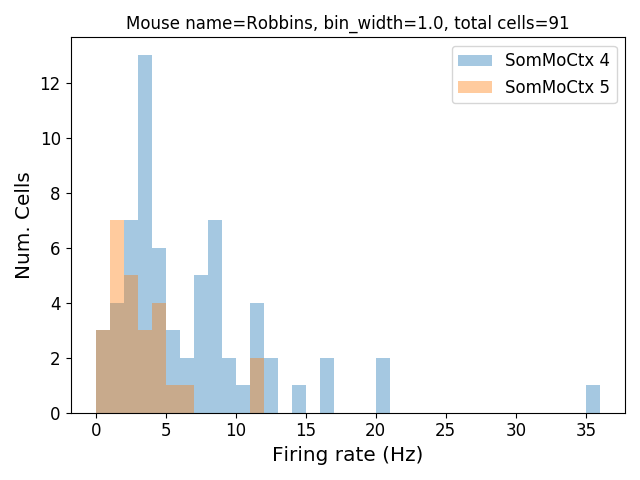 Mouse name=Robbins, bin_width=1.0, total cells=91
SomMoCtx 4
SomMoCtx 5
Num. Cells
12
10
8
6
4
2
0
0 5 10 15 20 25 30 35
Firing rate (Hz)